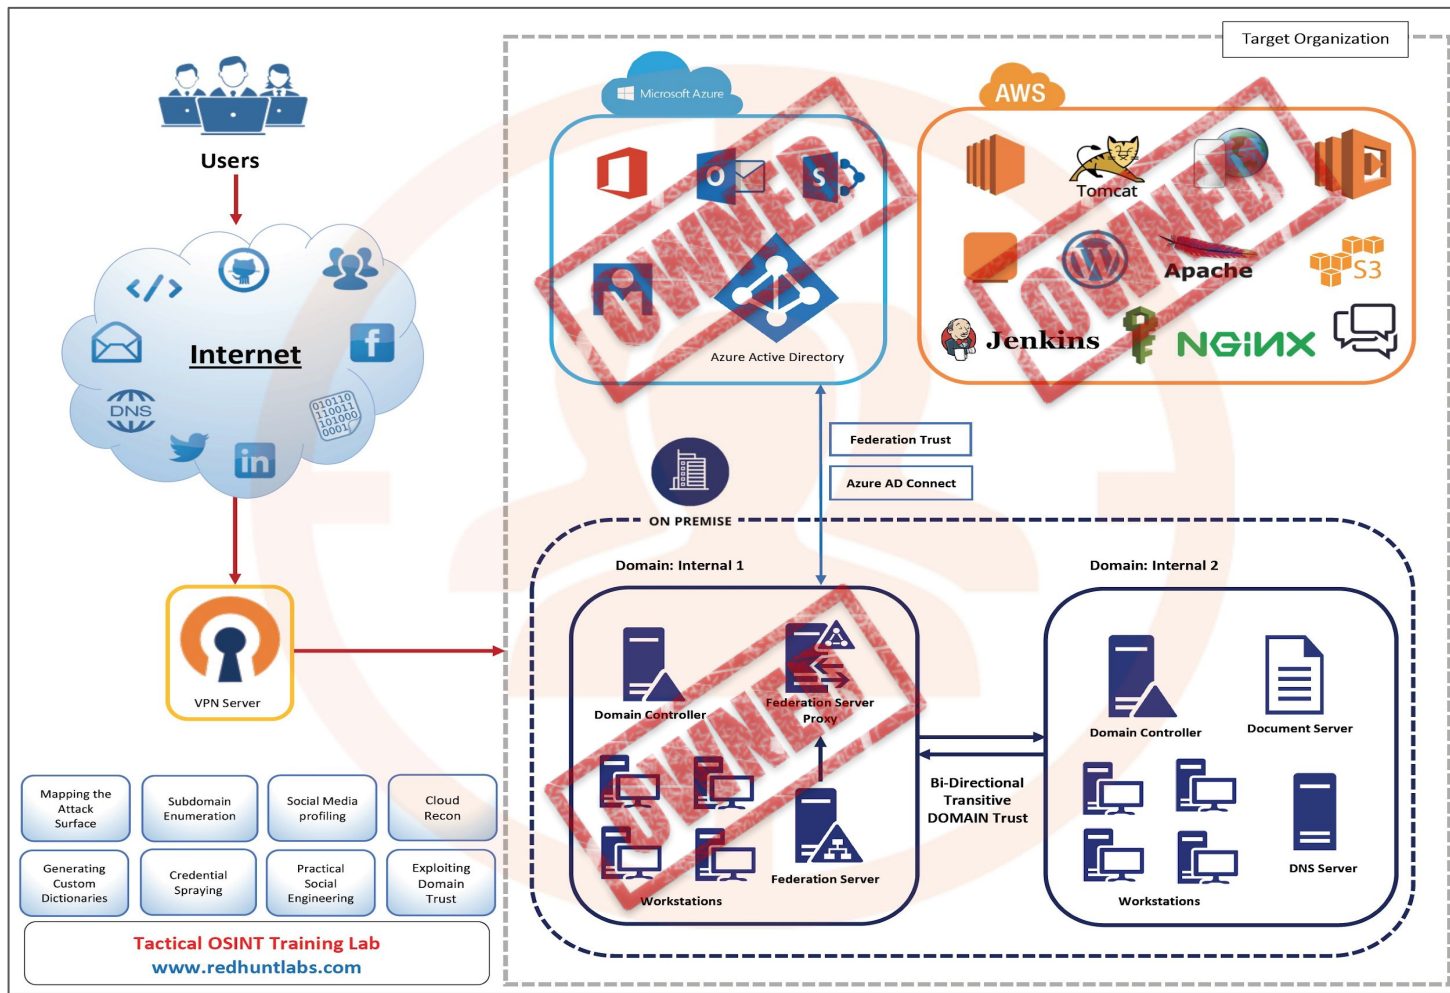 Target Organization
Users
Internet
DNS
010110
110011
101000
0001
VPN Server
Microsoft Azure
Azure Active Directory
OWNED
AWS
Tomcat
Apache
S3
Jenkins
NGiNX
OWNED
Federation Trust
Azure AD Connect
ON PREMISE
Domain: Internal 1
Domain Controller
Federation Server
Proxy
Federation Server
Workstations
OWNED
Bi-Directional
Transitive
DOMAIN Trust
Domain: Internal 2
Domain Controller
Document Server
Workstations
DNS Server
Mapping the
Attack
Surface
Subdomain
Enumeration
Social Media
profiling
Cloud
Recon
Generating
Custom
Dictionaries
Credential
Spraying
Practical
Social
Engineering
Exploiting
Domain
Trust
Tactical OSINT Training Lab
www.redhuntlabs.com